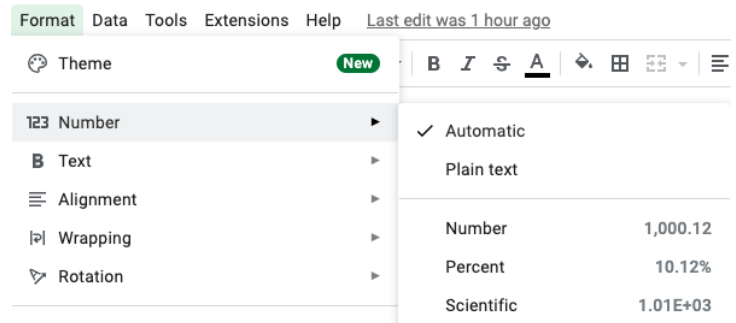 Format Data Tools Extensions Help Last edit was 1 hour ago
Theme New
B I S A
123 Number
B Text
Alignment
Wrapping
Rotation
Automatic
Plain text
Number 1,000.12
Percent 10.12%
Scientific 1.01E+03